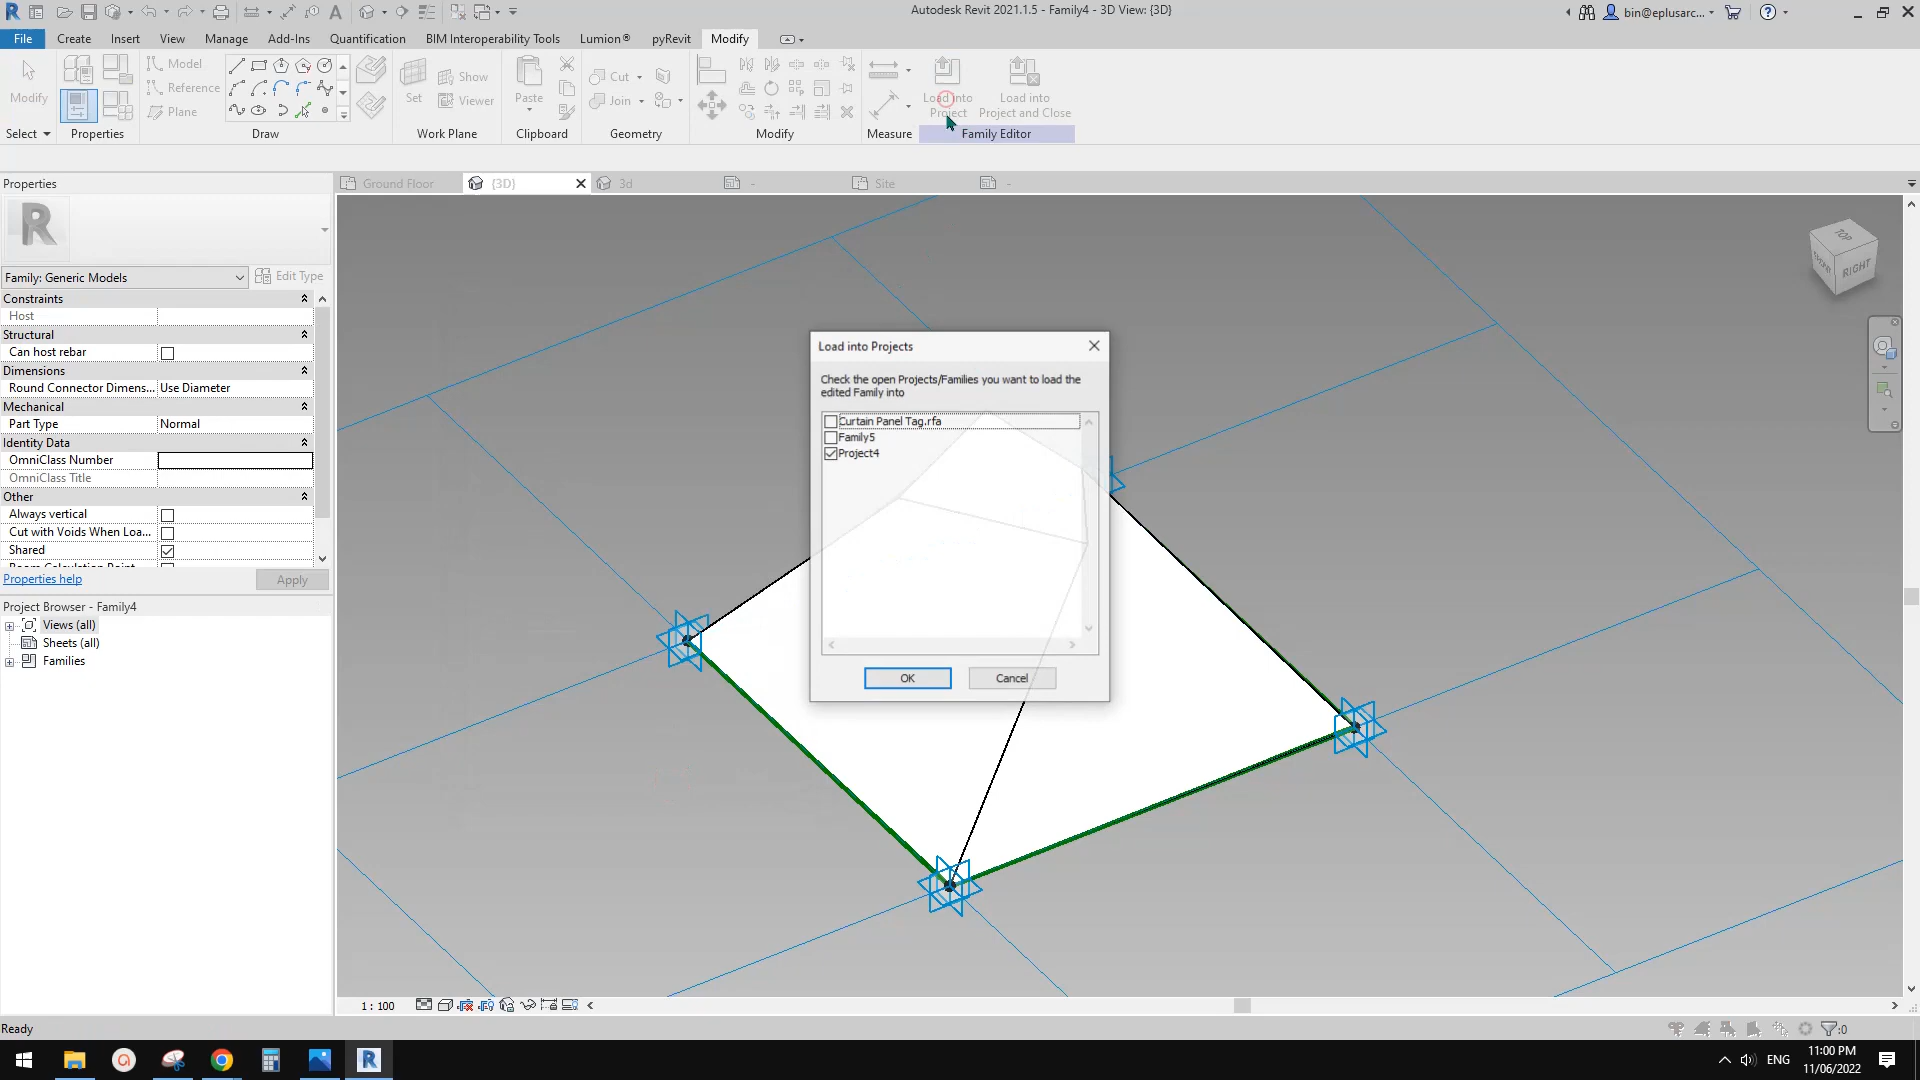 Autodesk Revit 2021.1.5 - Family4 - 3D View: {3D}
bin@eplusarc...
File Create Insert View Manage Add-Ins Quantification BIM Interoperability Tools Lumion® pyRevit Modify
Modify
Select
Properties
Model
Reference
Plane
Draw
Set
Show
Viewer
Work Plane
Paste
Clipboard
Cut
Join
Geometry
Modify
Measure
Load into
Project
Load into
Project and Close
Family Editor
Properties
Ground Floor {3D} 3d - Site -
R
Family: Generic Models Edit Type
Constraints
Host
Structural
Can host rebar
Dimensions
Round Connector Dimens... Use Diameter
Mechanical
Part Type Normal
Identity Data
OmniClass Number
OmniClass Title
Other
Always vertical
Cut with Voids When Loa...
Shared
Properties help Apply
Project Browser - Family4
Views (all)
Sheets (all)
Families
Load into Projects
Check the open Projects/Families you want to load the
edited Family into
Curtain Panel Tag.rfa
Family5
Project4
OK Cancel
TOP
FRONT
RIGHT
1 : 100
Ready
:0
ENG
11:00 PM
11/06/2022